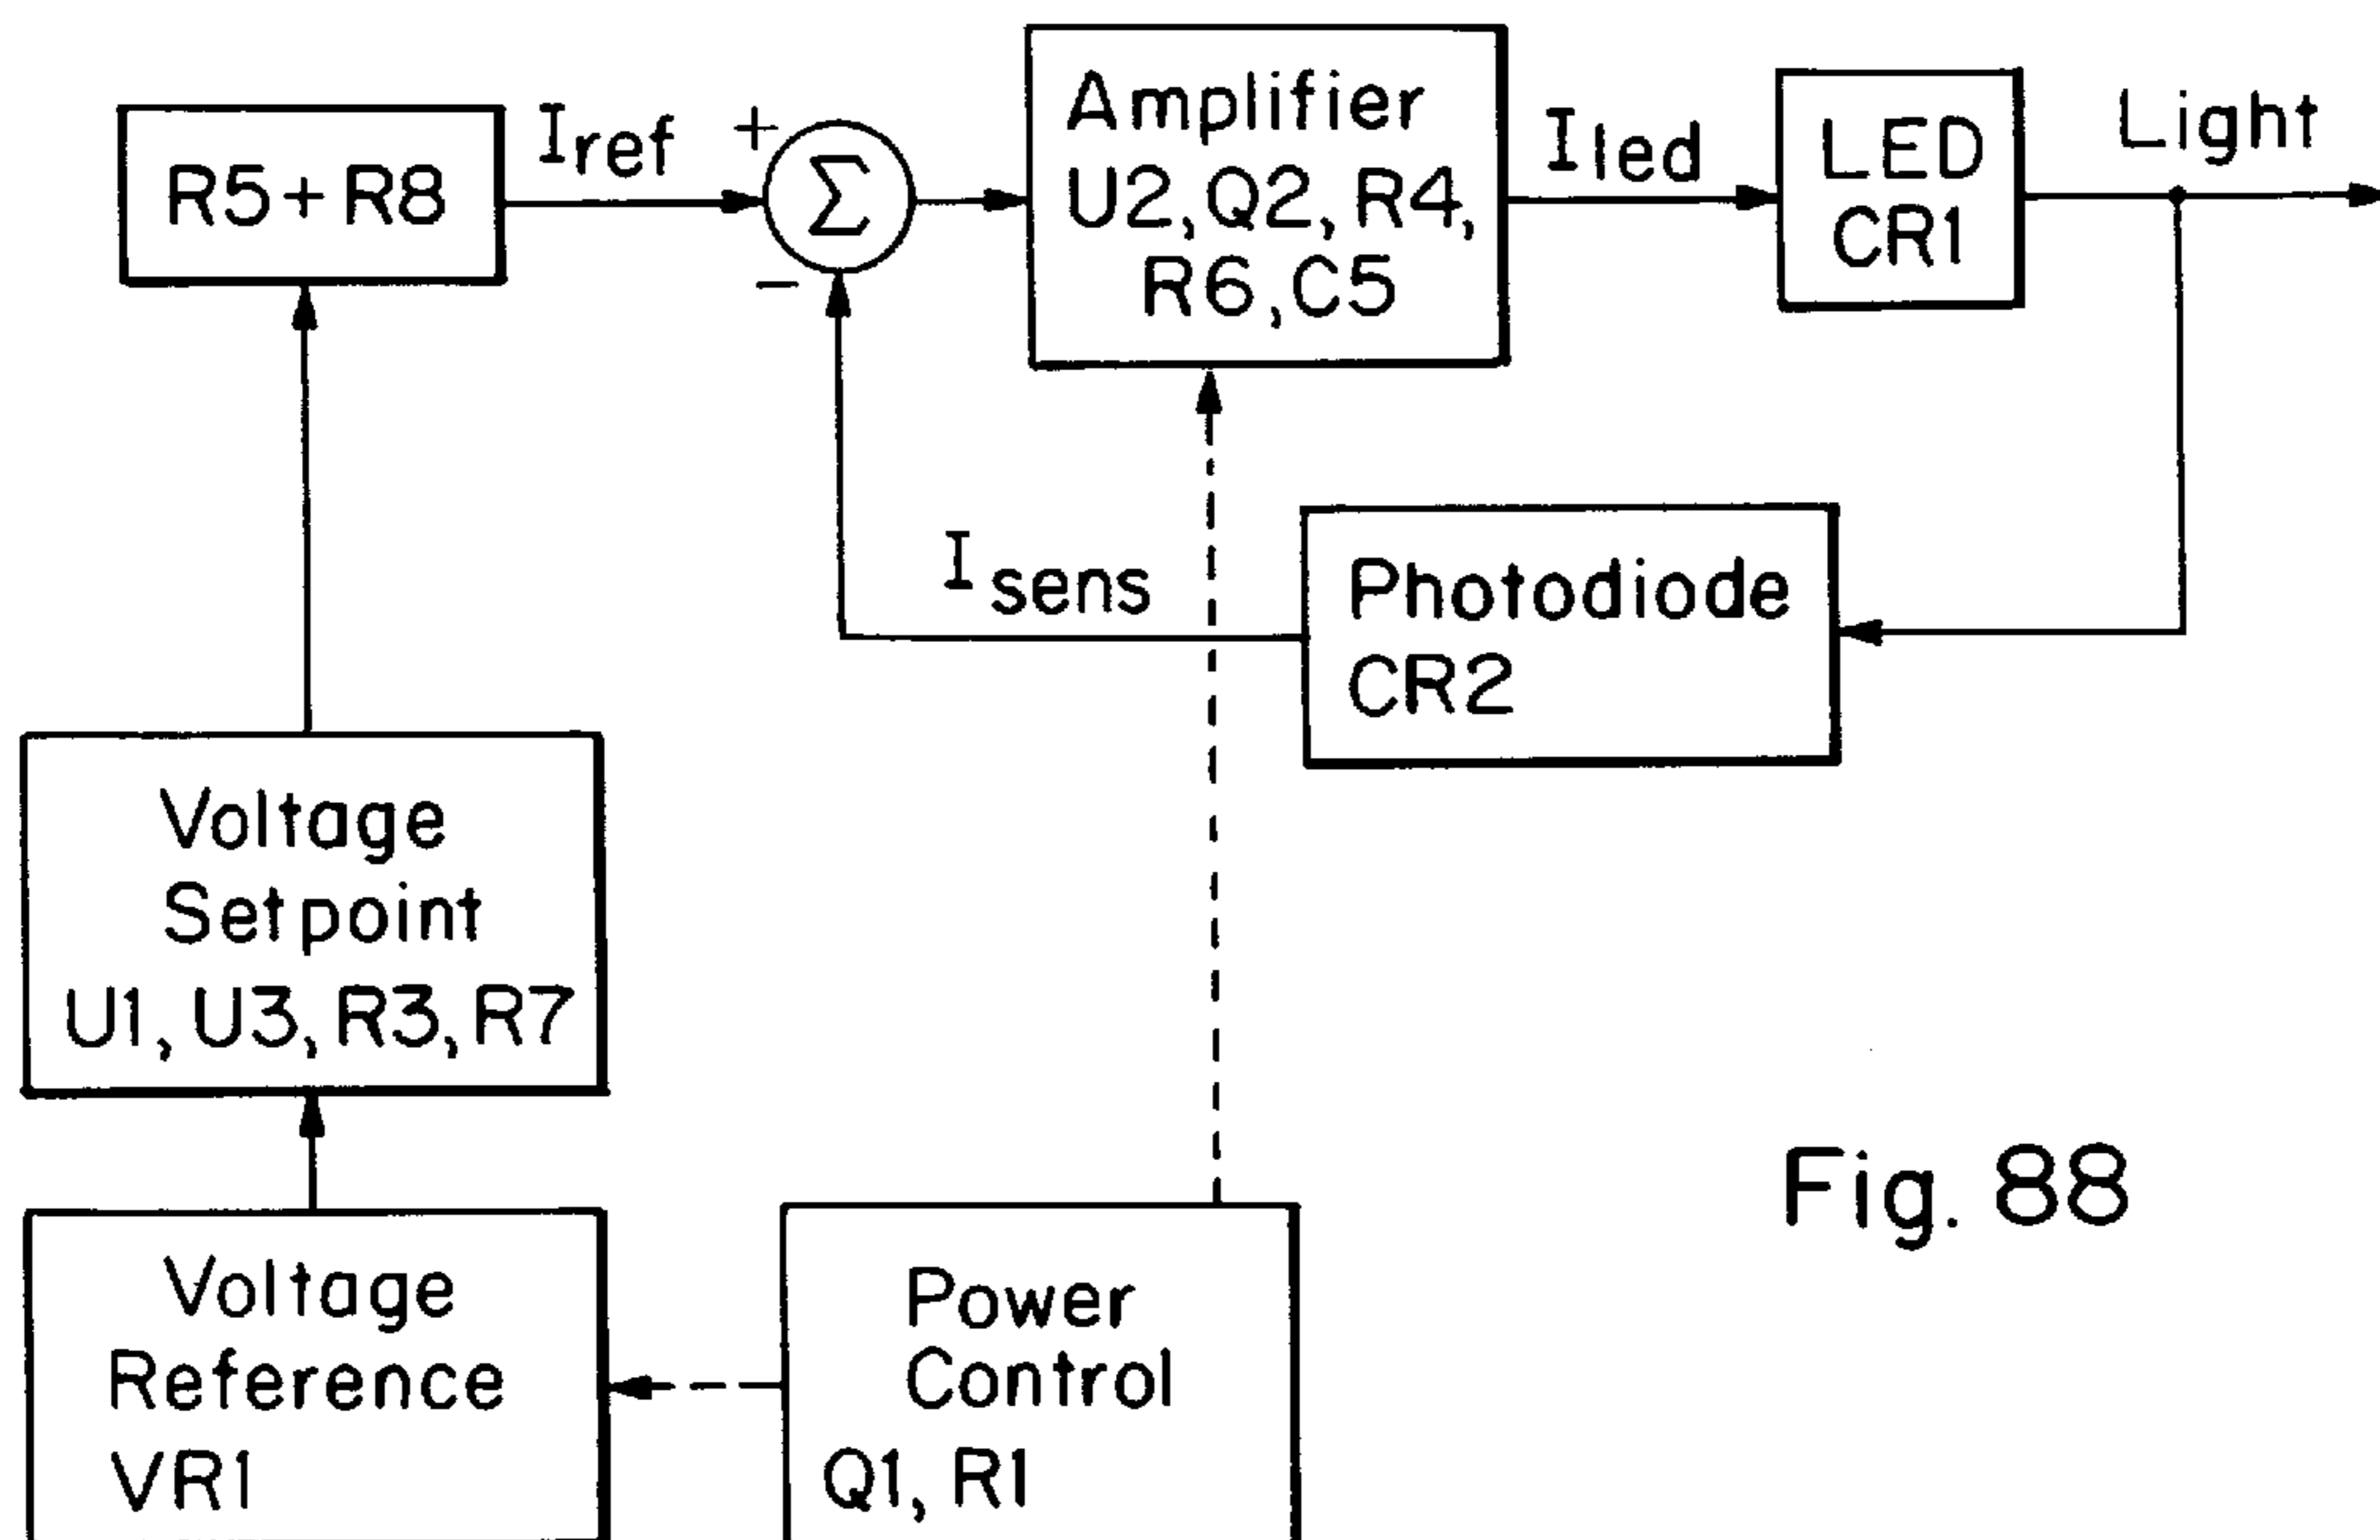 R5+R8
Iref
+
Σ
−
Amplifier
U2,Q2,R4,
R6,C5
Iled
LED
CR1
Light
Isens
Photodiode
CR2
Voltage
Setpoint
U1, U3, R3, R7
Voltage
Reference
VR1
Power
Control
Q1, R1
Fig. 88